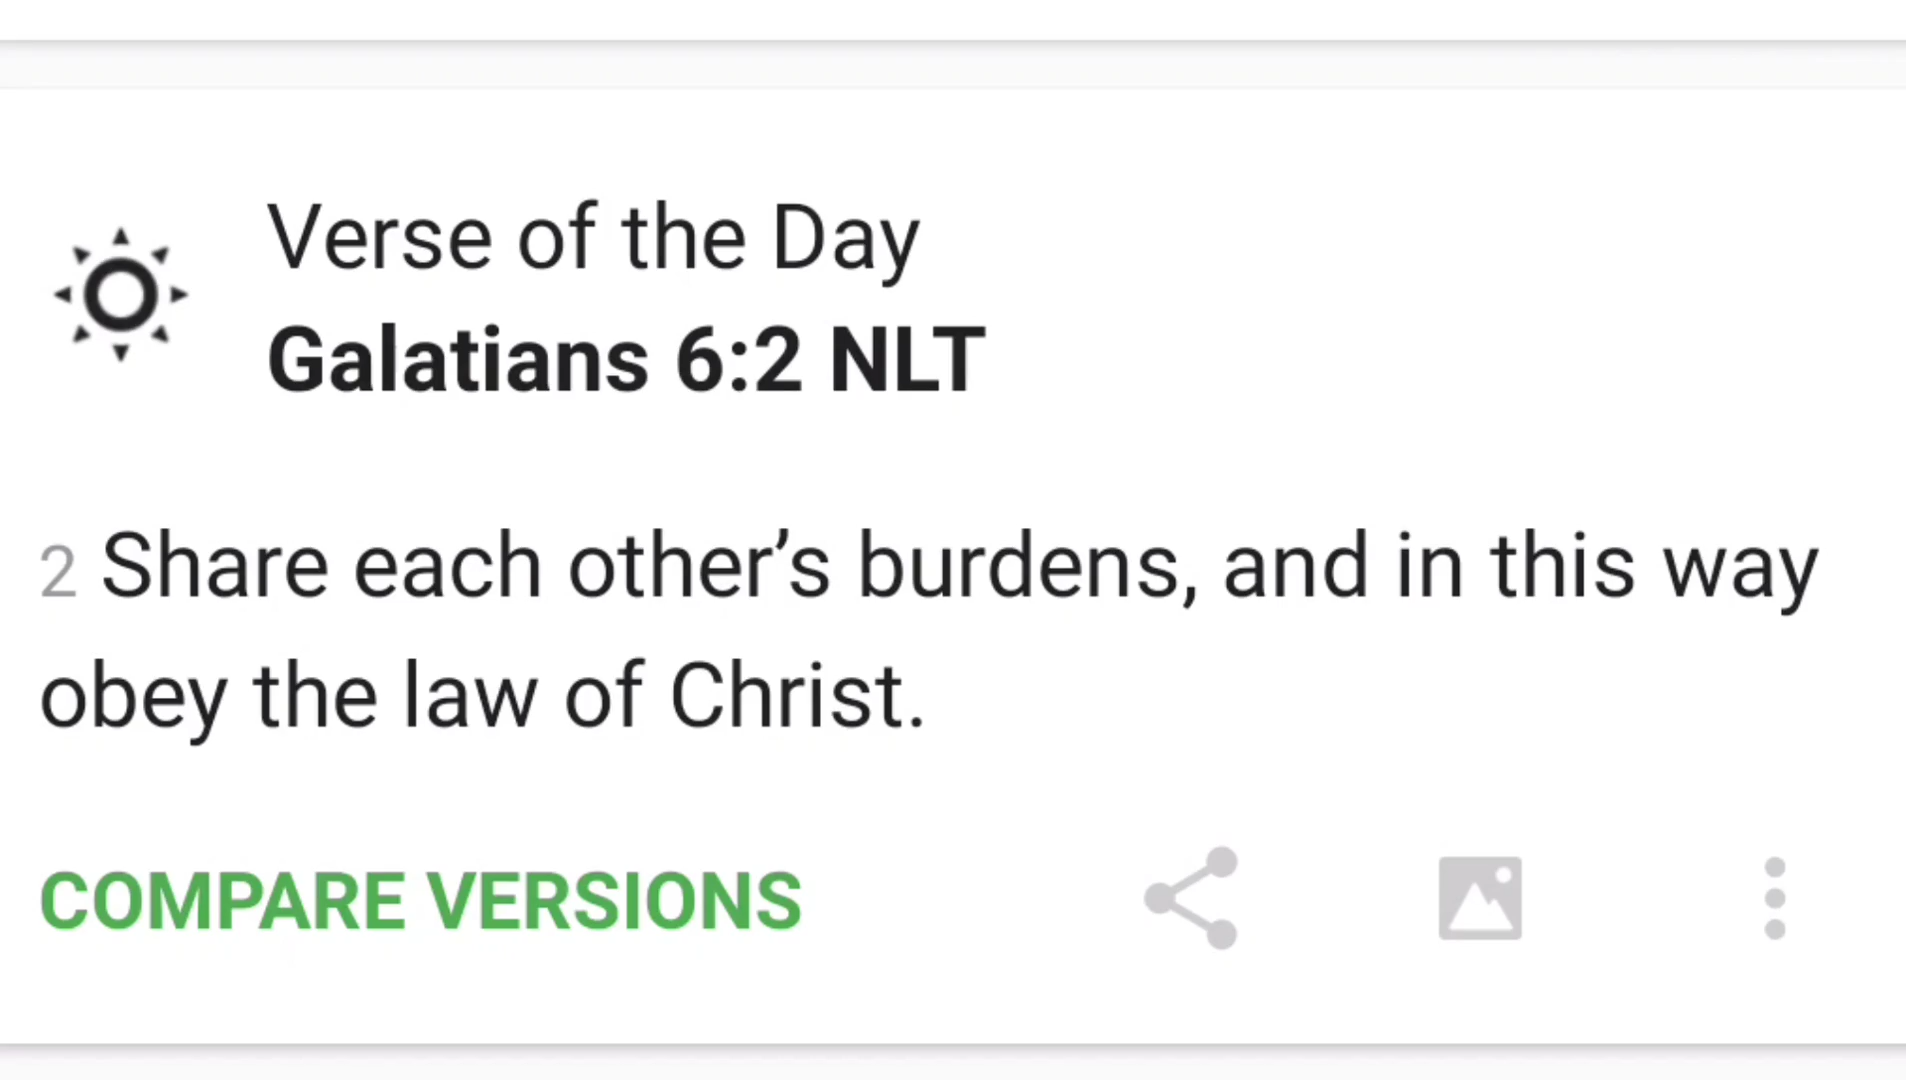 Verse of the Day
Galatians 6:2 NLT
2 Share each other’s burdens, and in this way
obey the law of Christ.
COMPARE VERSIONS